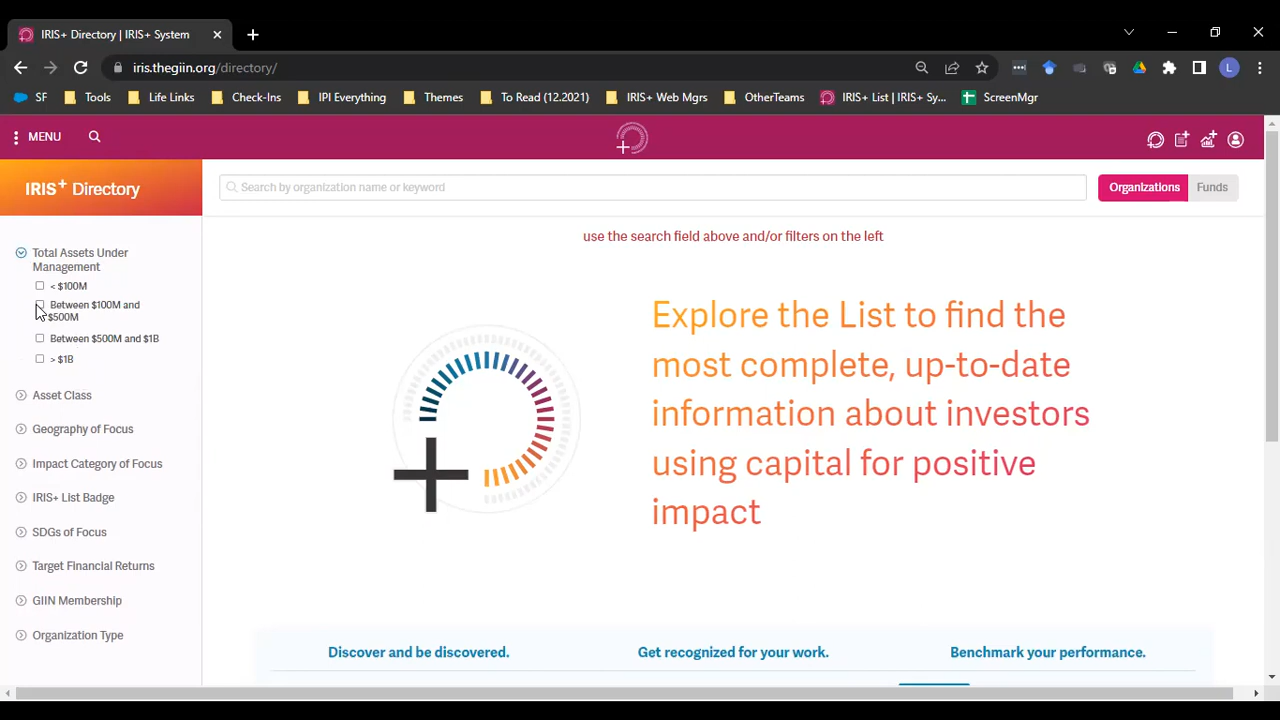 IRIS+ Directory | IRIS+ System
iris.thegiin.org/directory/
SF
Tools
Life Links
Check-Ins
IPI Everything
Themes
To Read (12.2021)
IRIS+ Web Mgrs
OtherTeams
IRIS+ List | IRIS+ Sy...
ScreenMgr
L
MENU
IRIS+ Directory
Search by organization name or keyword
Organizations
Funds
use the search field above and/or filters on the left
Total Assets Under
Management
< $100M
Between $100M and
$500M
Between $500M and $1B
> $1B
Asset Class
Geography of Focus
Impact Category of Focus
IRIS+ List Badge
SDGs of Focus
Target Financial Returns
GIIN Membership
Organization Type
Explore the List to find the
most complete, up-to-date
information about investors
using capital for positive
impact
Discover and be discovered.
Get recognized for your work.
Benchmark your performance.